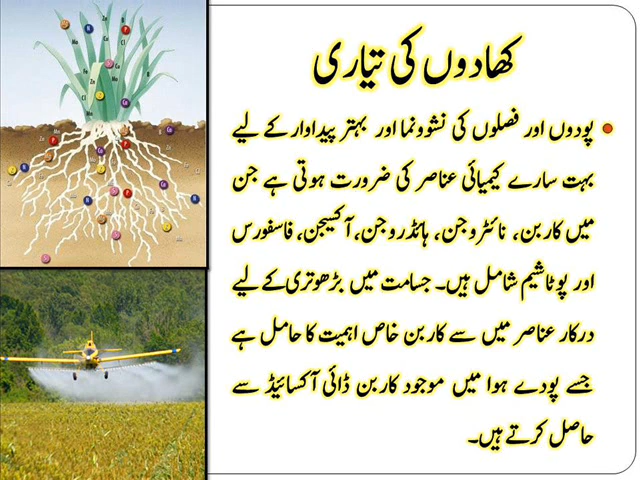 کھادوں کی تیاری
پودوں اور فصلوں کی نشوونما اور بہتر پیداوار کے لیے
بہت سارے کیمیائی عناصر کی ضرورت ہوتی ہے جن
میں کاربن، نائٹروجن، ہائڈروجن، آکسیجن، فاسفورس
اور پوٹاشیم شامل ہیں۔ جسامت میں بڑھوتری کے لیے
درکار عناصر میں سے کاربن خاص اہمیت کا حامل ہے
جسے پودے ہوا میں موجود کاربن ڈائی آکسائیڈ سے
حاصل کرتے ہیں۔